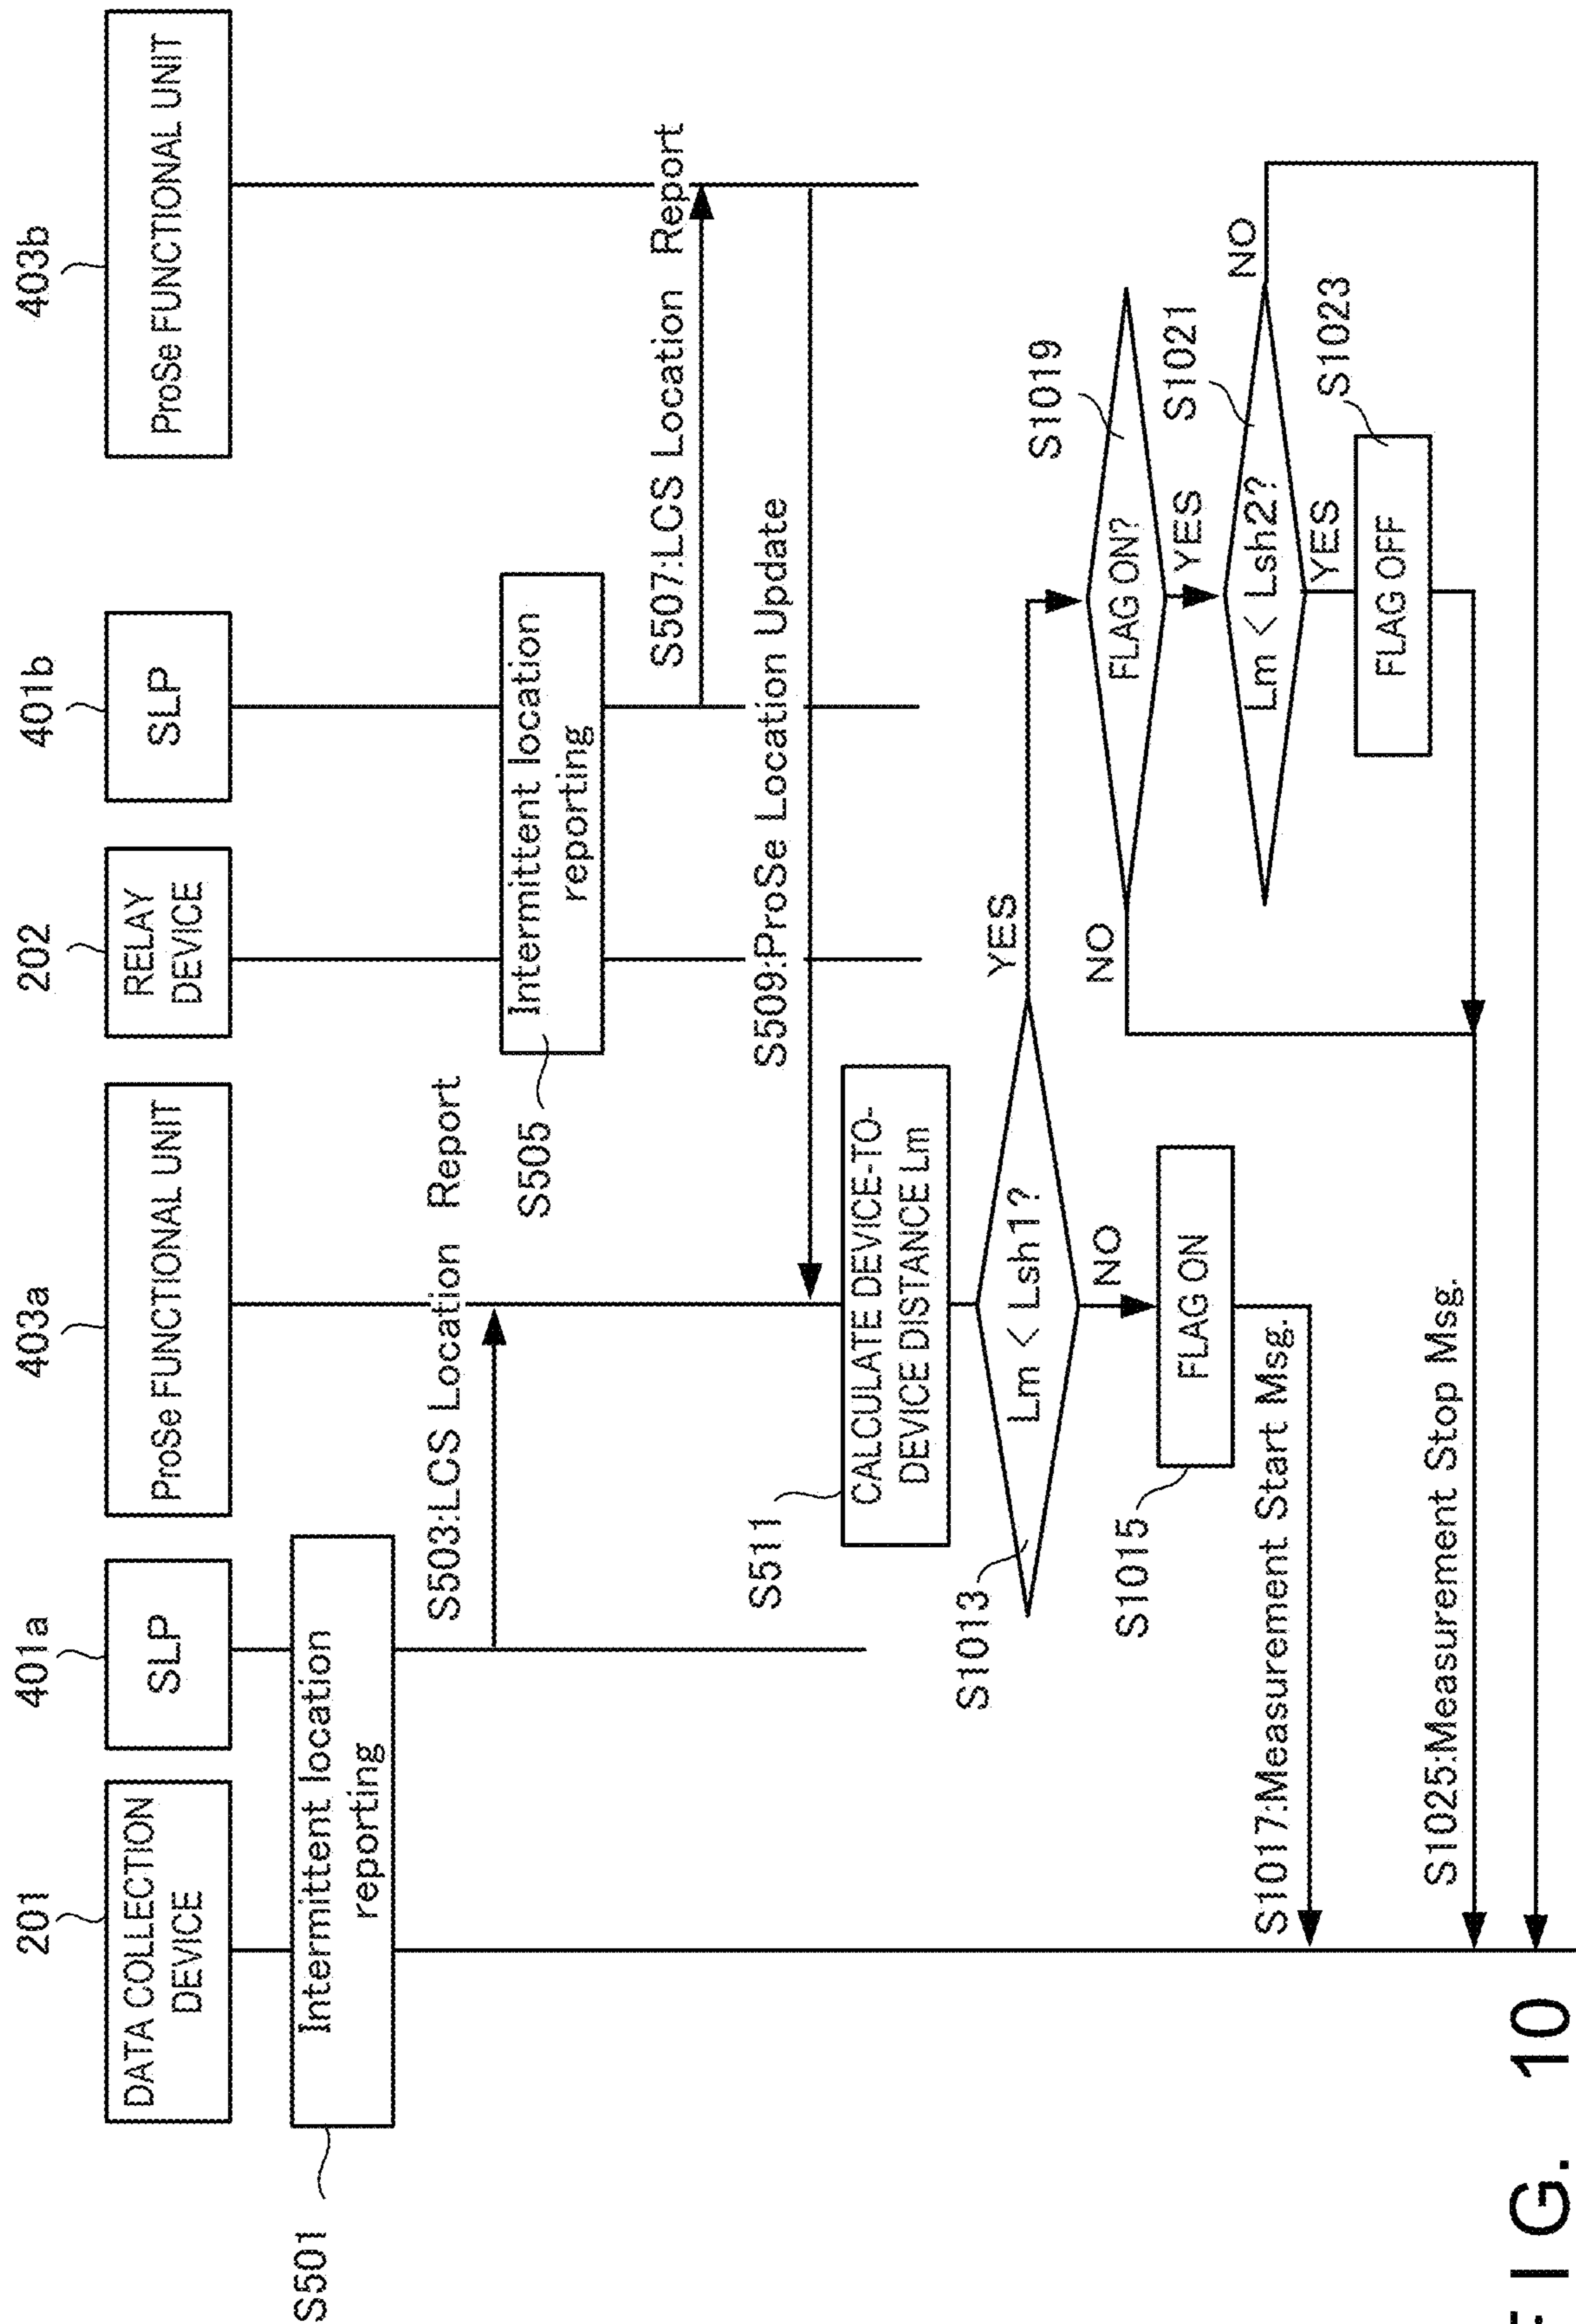 201
401a
403a
202
401b
403b
DATA COLLECTION
DEVICE
SLP
ProSe FUNCTIONAL UNIT
RELAY
DEVICE
SLP
ProSe FUNCTIONAL UNIT
S501
Intermittent location
reporting
S503:LCS Location Report
S505
Intermittent location
reporting
S507:LCS Location Report
S509:ProSe Location Update
S511
CALCULATE DEVICE-TO-
DEVICE DISTANCE Lm
S1013
Lm < Lsh1?
YES
NO
S1015
FLAG ON
S1017:Measurement Start Msg.
S1019
FLAG ON?
NO
YES
S1021
Lm < Lsh2?
NO
YES
S1023
FLAG OFF
S1025:Measurement Stop Msg.
FIG. 10